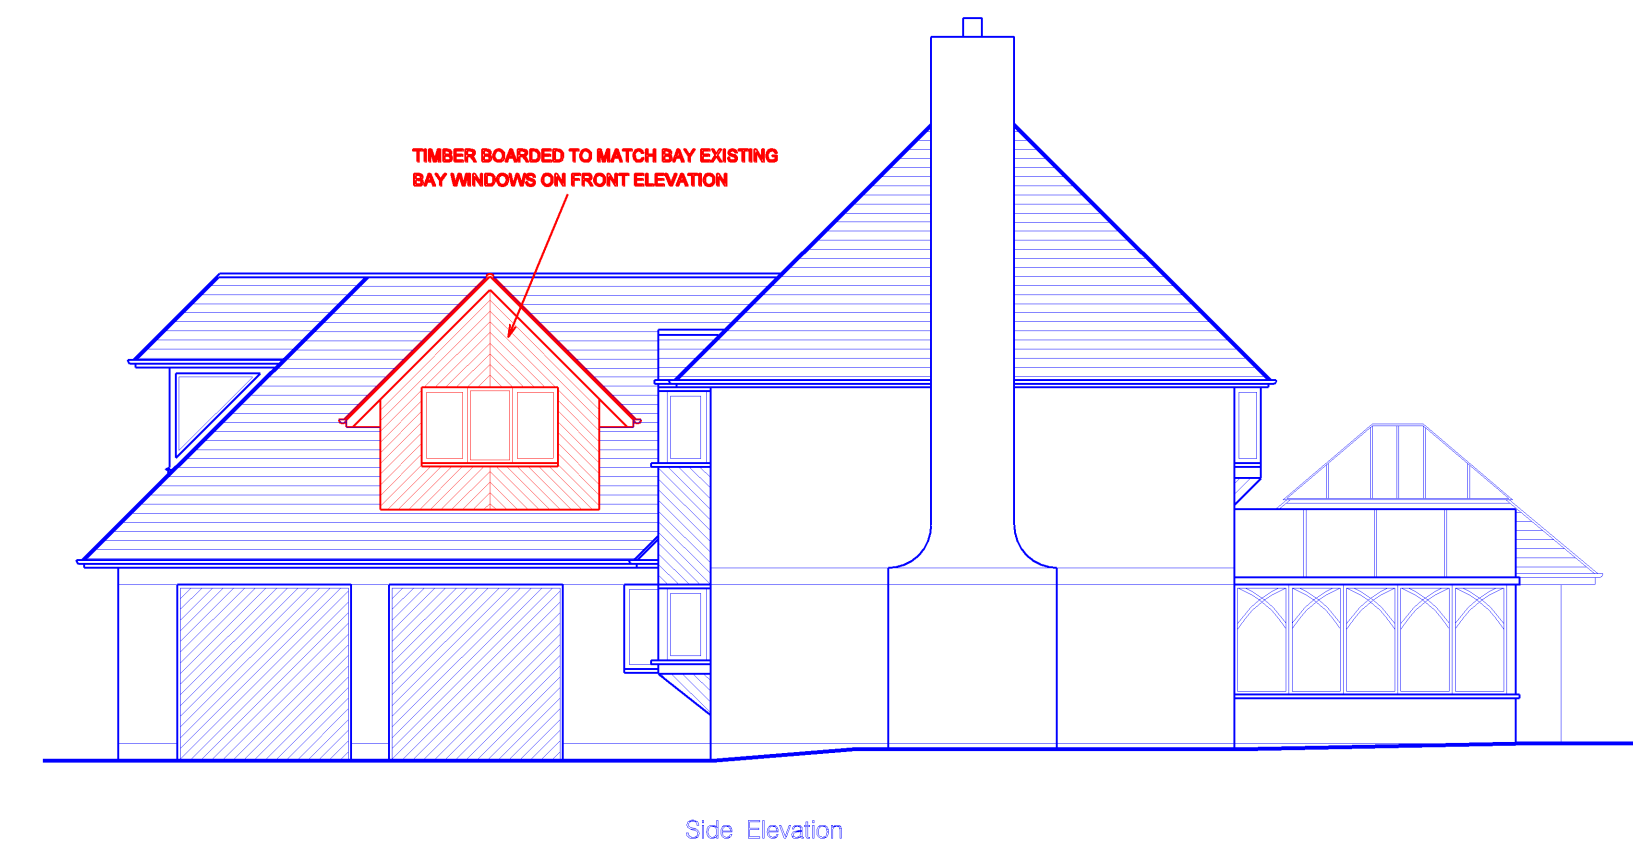 TIMBER BOARDED TO MATCH BAY EXISTING
BAY WINDOWS ON FRONT ELEVATION
Side Elevation